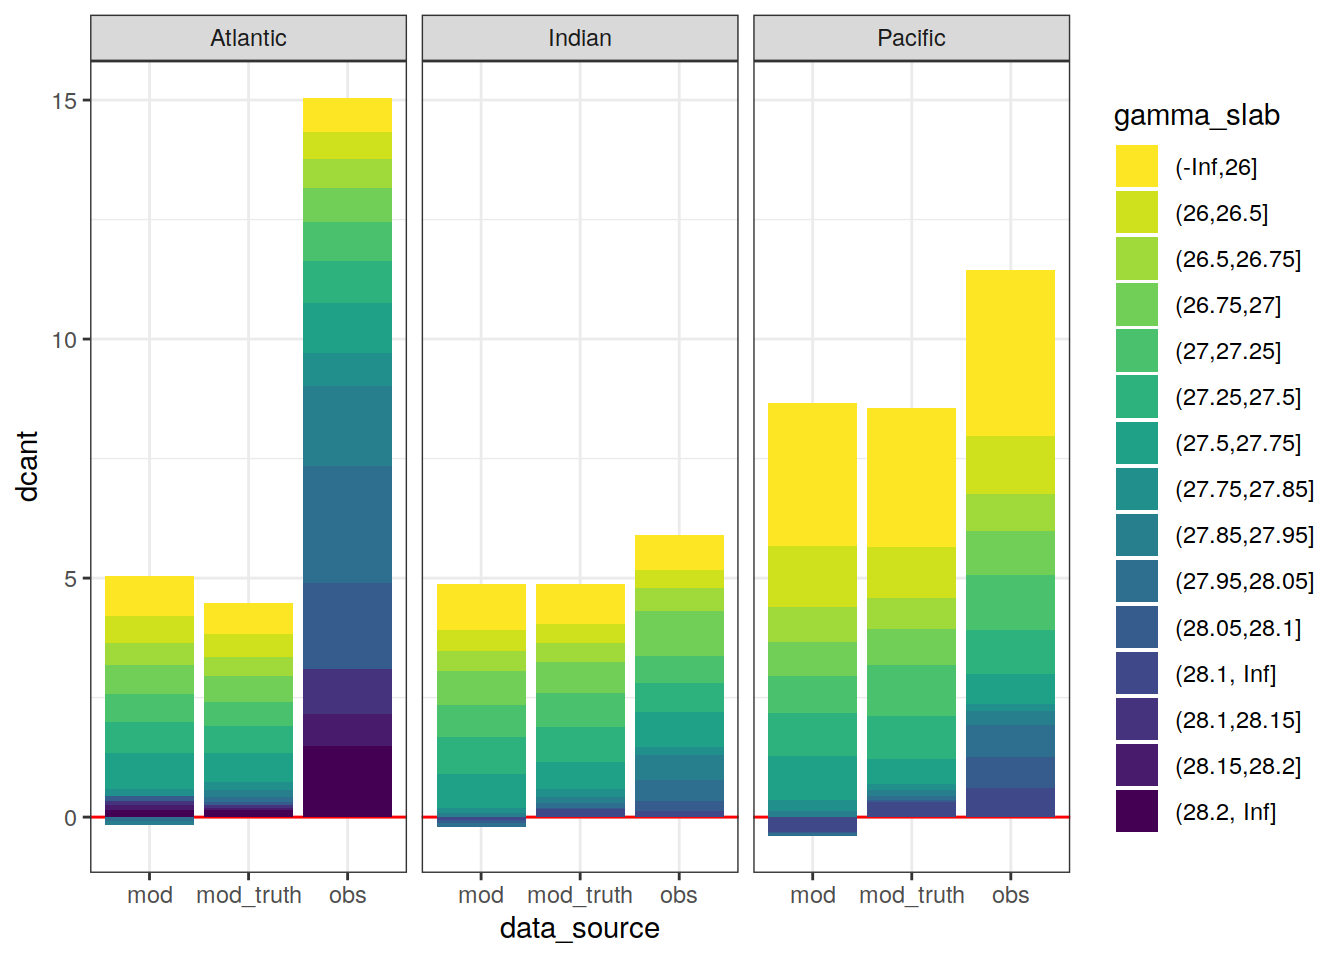 Atlantic
Indian
Pacific
15
10
5
0
dcant
mod
mod_truth
obs
mod
mod_truth
obs
mod
mod_truth
obs
data_source
gamma_slab
(-Inf,26]
(26,26.5]
(26.5,26.75]
(26.75,27]
(27,27.25]
(27.25,27.5]
(27.5,27.75]
(27.75,27.85]
(27.85,27.95]
(27.95,28.05]
(28.05,28.1]
(28.1, Inf]
(28.1,28.15]
(28.15,28.2]
(28.2, Inf]